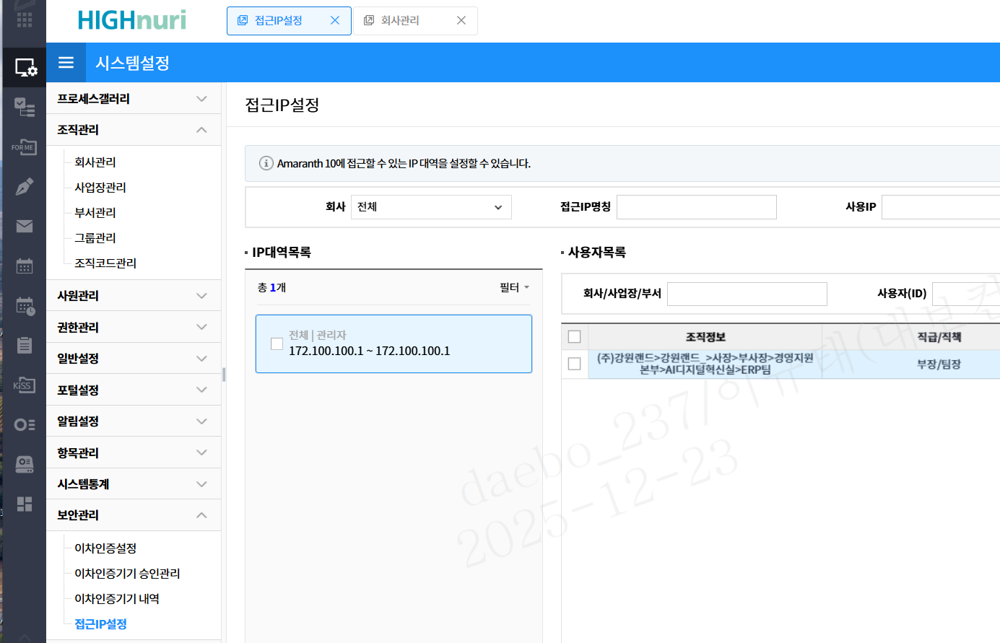 HIGHnuri
접근IP설정
회사관리
시스템설정
프로세스갤러리
조직관리
회사관리
사업장관리
부서관리
그룹관리
조직코드관리
사원관리
권한관리
일반설정
포털설정
알림설정
항목관리
시스템통계
보안관리
이차인증설정
이차인증기기 승인관리
이차인증기기 내역
접근IP설정
FOR ME
KiSS
접근IP설정
Amaranth 10에 접근할 수 있는 IP 대역을 설정할 수 있습니다.
회사 전체 접근IP명칭 사용IP
IP대역목록
총 1개 필터
전체 | 관리자
172.100.100.1 ~ 172.100.100.1
사용자목록
회사/사업장/부서 사용자(ID)
조직정보 직급/직책
(주)강원랜드>강원랜드_>사장>부사장>경영지원
본부>AI디지털혁신실>ERP팀
부장/팀장
daebo_237/이규태(대보컨
2025-12-23